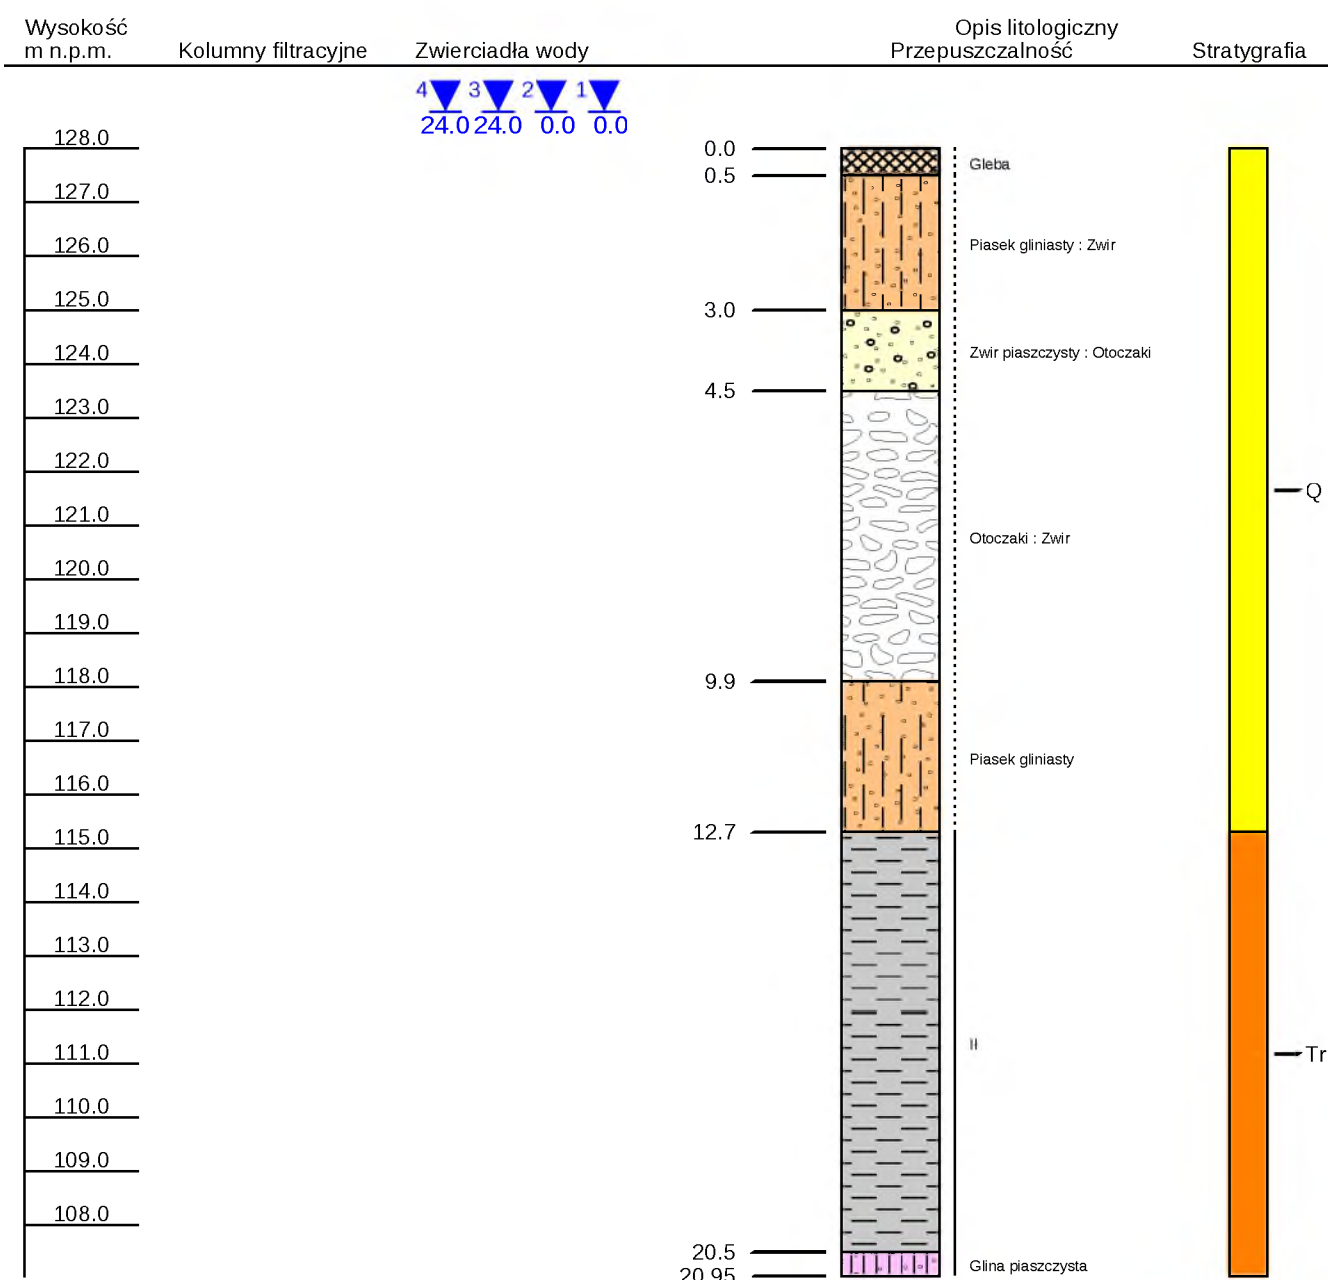 Wysokość
m n.p.m.
Kolumny filtracyjne
Zwierciadła wody
Opis litologiczny
Przepuszczalność
Stratygrafia
4 3 2 1
24.0 24.0 0.0 0.0
128.0
127.0
126.0
125.0
124.0
123.0
122.0
121.0
120.0
119.0
118.0
117.0
116.0
115.0
114.0
113.0
112.0
111.0
110.0
109.0
108.0
0.0
0.5
3.0
4.5
9.9
12.7
20.5
20.95
Gleba
Piasek gliniasty : Zwir
Zwir piaszczysty : Otoczaki
Otoczaki : Zwir
Piasek gliniasty
Ił
Glina piaszczysta
Q
Tr